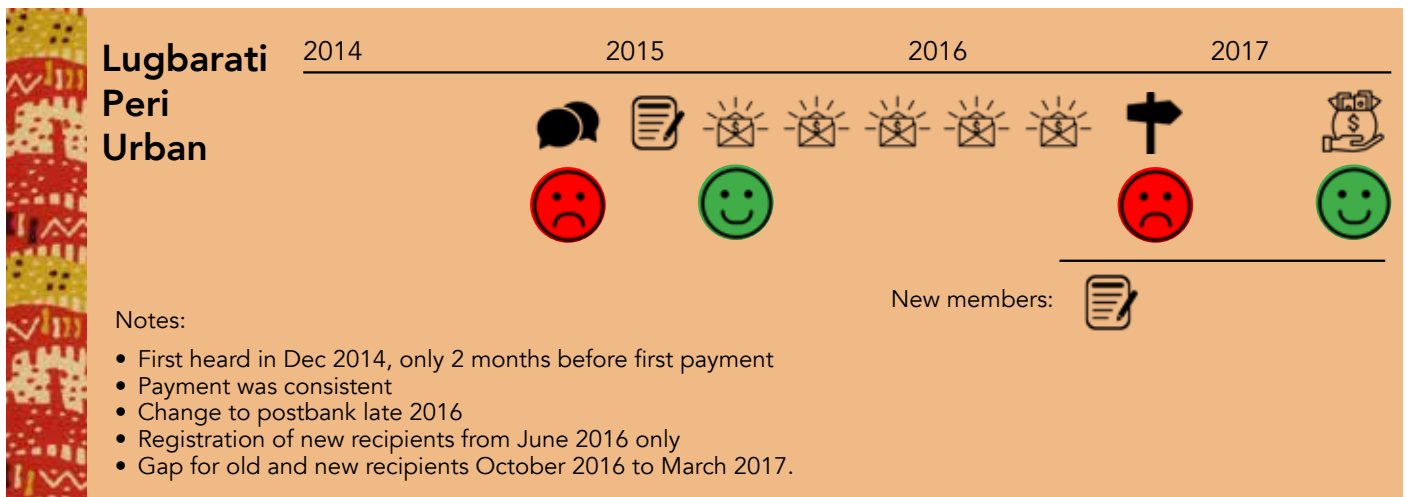 Lugbarati
Peri
Urban
2014 2015 2016 2017
New members:
Notes:
• First heard in Dec 2014, only 2 months before first payment
• Payment was consistent
• Change to postbank late 2016
• Registration of new recipients from June 2016 only
• Gap for old and new recipients October 2016 to March 2017.